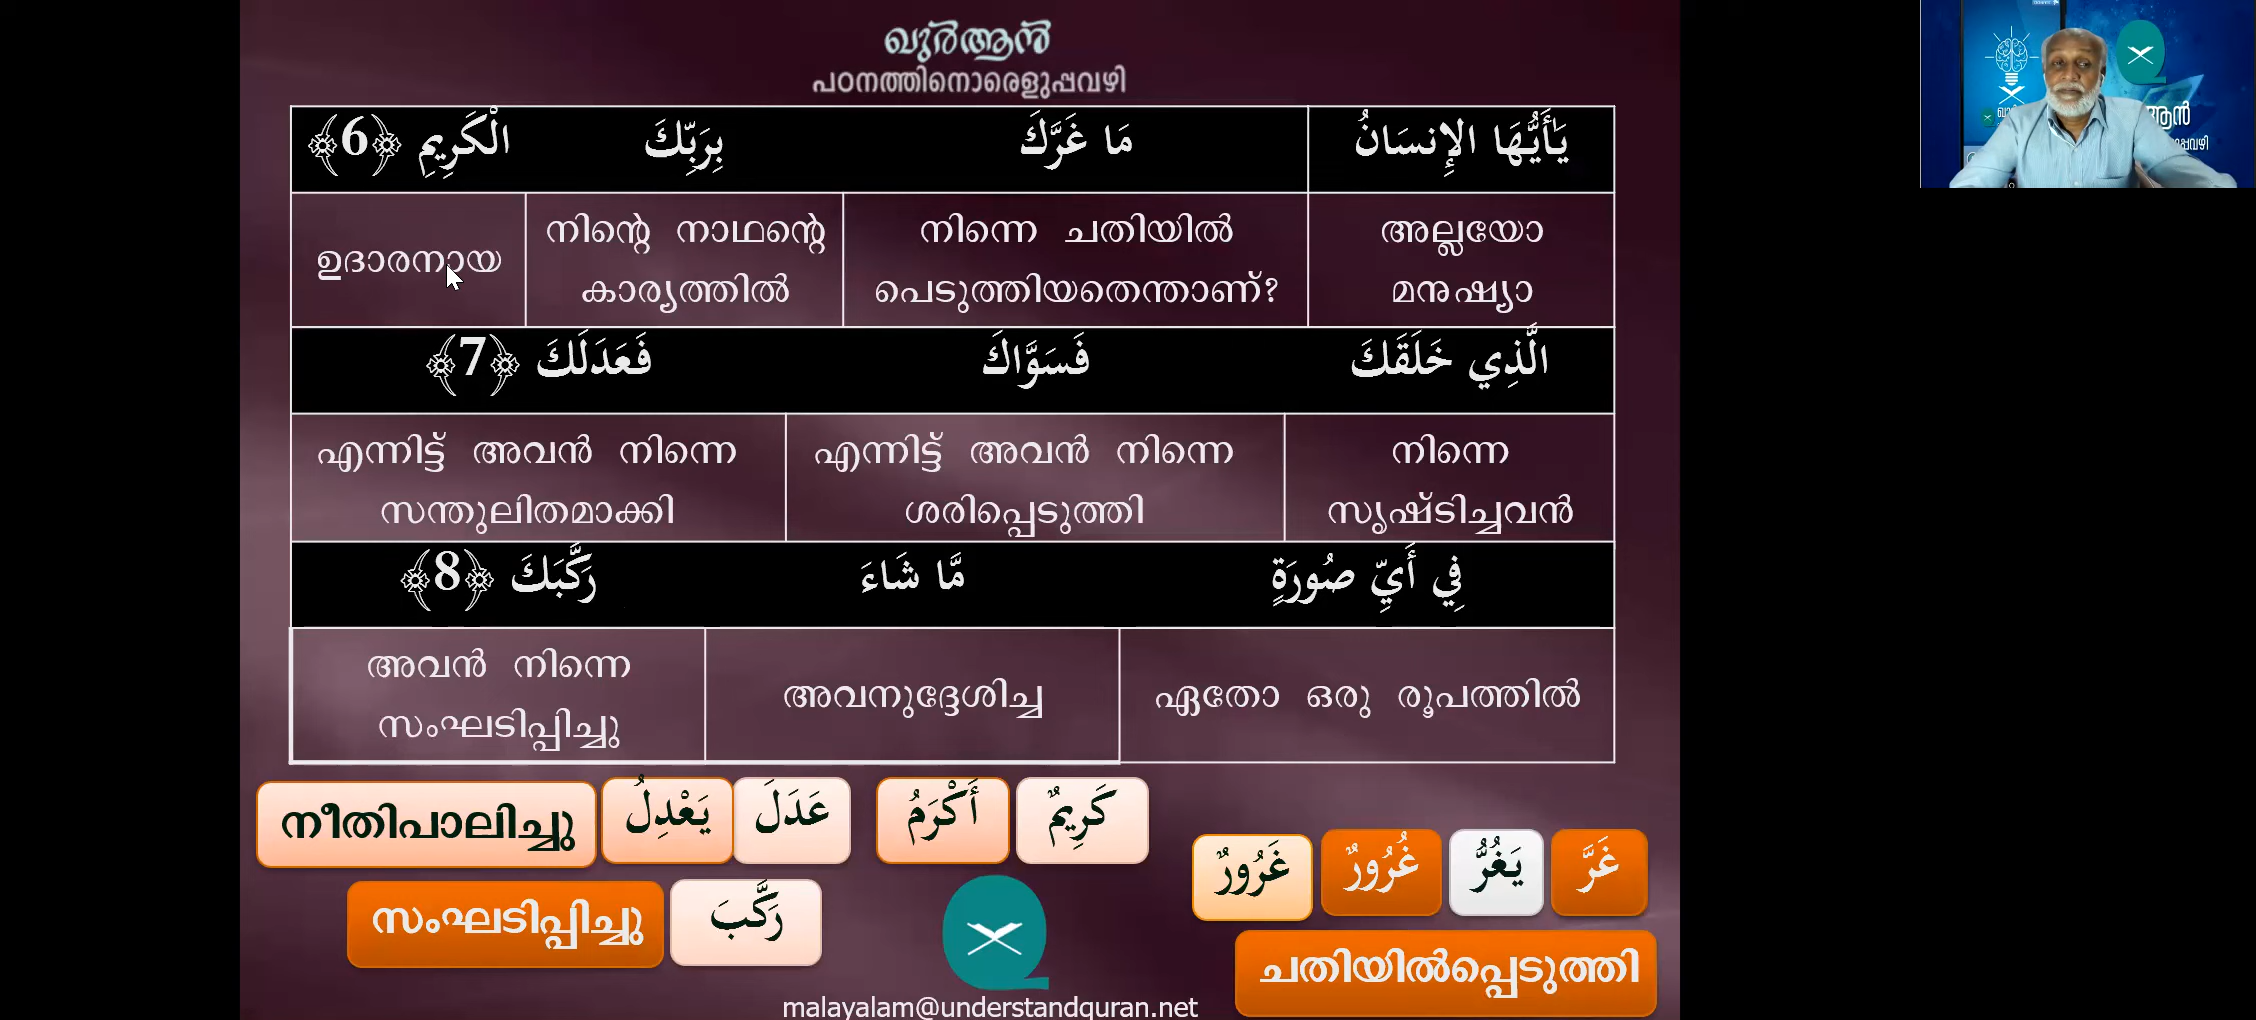 ഖുർആൻ
പഠനത്തിനൊരെളുപ്പവഴി
يَٰأَيُّهَا الإِنسَانُ مَا غَرَّكَ بِرَبِّكَ الْكَرِيمِ ﴿6﴾
അല്ലയോ മനുഷ്യാ
നിന്നെ ചതിയിൽ പെടുത്തിയതെന്താണ്?
നിന്റെ നാഥന്റെ കാര്യത്തിൽ
ഉദാരനായ
الَّذِي خَلَقَكَ فَسَوَّاكَ فَعَدَلَكَ ﴿7﴾
നിന്നെ സൃഷ്ടിച്ചവൻ
എന്നിട്ട് അവൻ നിന്നെ ശരിപ്പെടുത്തി
എന്നിട്ട് അവൻ നിന്നെ സന്തുലിതമാക്കി
فِي أَيِّ صُورَةٍ مَّا شَاءَ رَكَّبَكَ ﴿8﴾
ഏതോ ഒരു രൂപത്തിൽ
അവനുദ്ദേശിച്ച
അവൻ നിന്നെ സംഘടിപ്പിച്ചു
كَرِيمٌ أَكْرَمُ
عَدَلَ يَعْدِلُ നീതിപാലിച്ചു
غَرَّ يَغُرُّ غُرُورٌ غَرُورٌ
ചതിയിൽപ്പെടുത്തി
رَكَّبَ സംഘടിപ്പിച്ചു
malayalam@understandquran.net